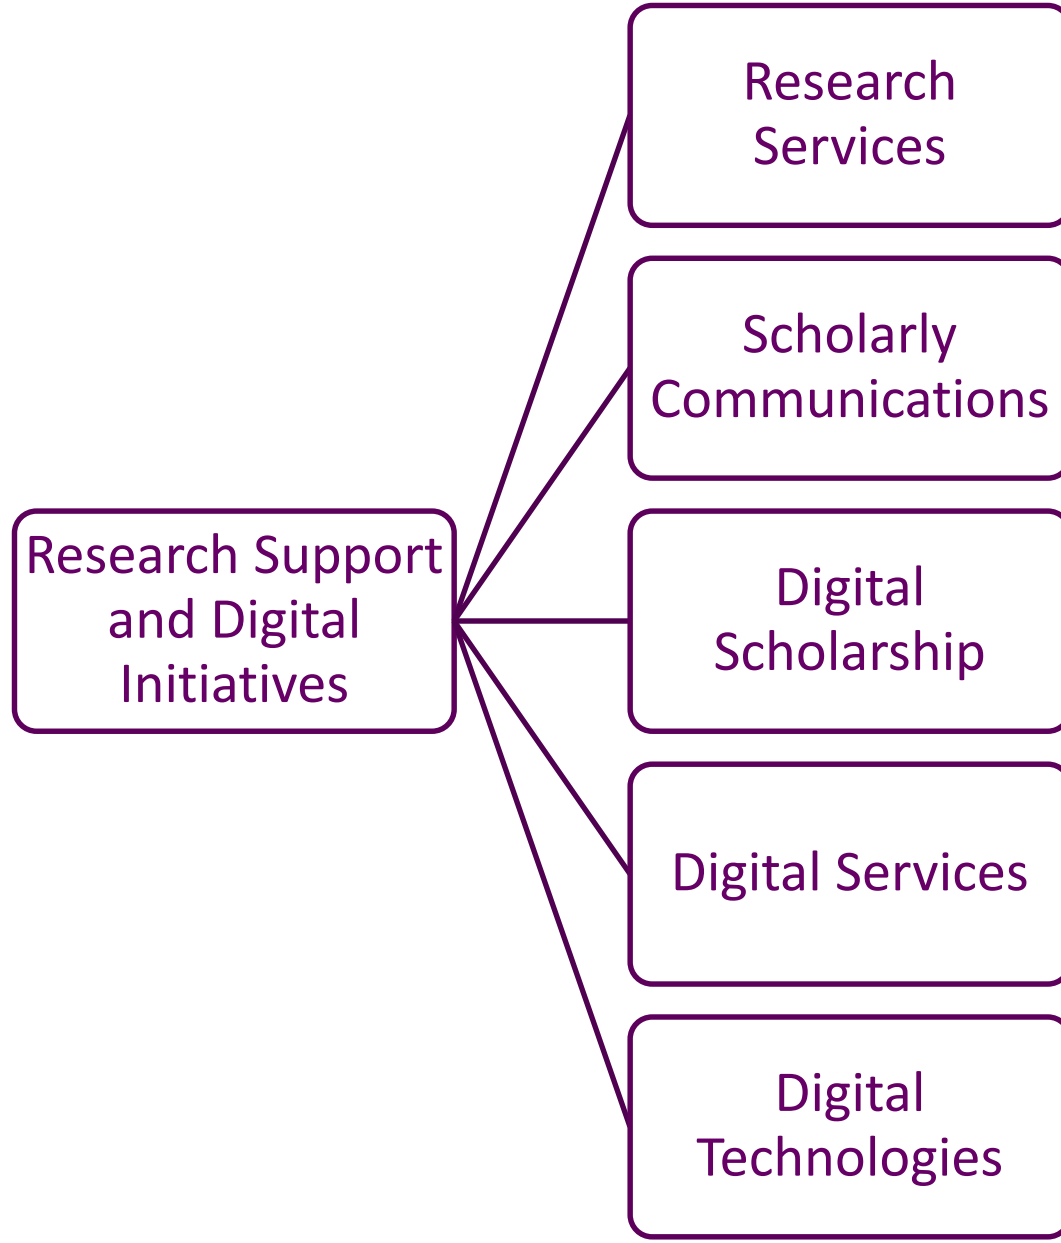 Research
Services
Scholarly
Communications
Research Support
and Digital
Initiatives
Digital
Scholarship
Digital Services
Digital
Technologies